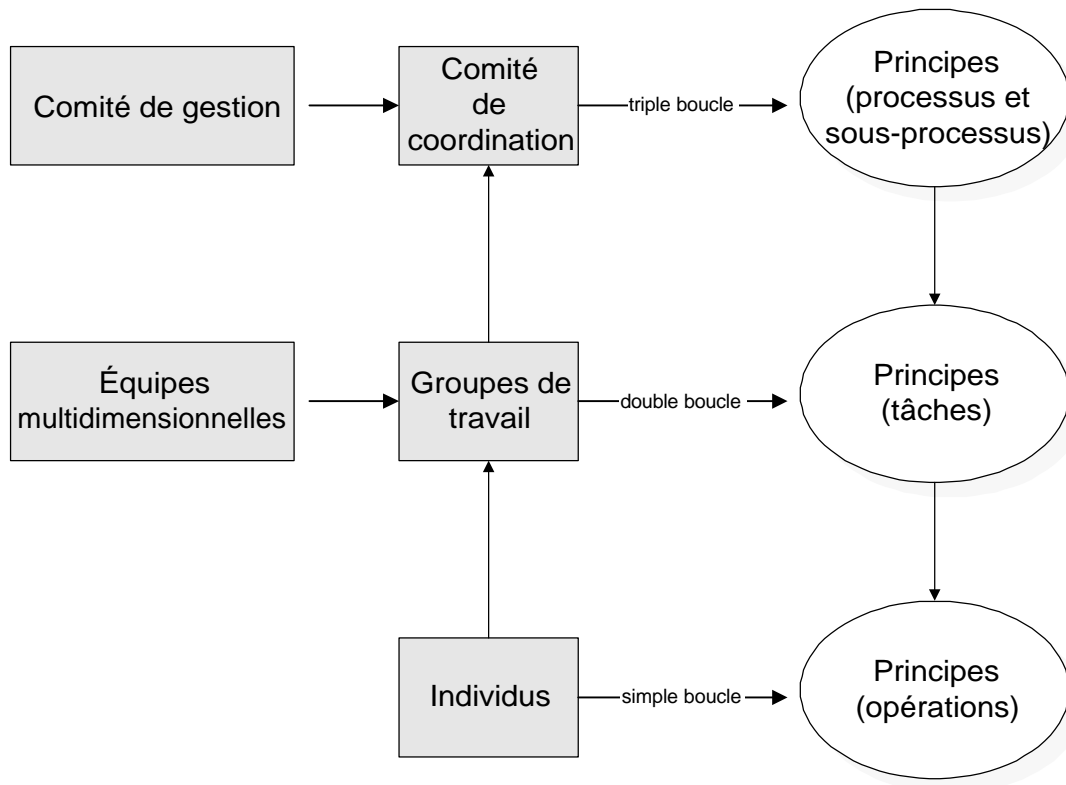 Comité de gestion
Comité
de
coordination
triple boucle
Principes
(processus et
sous-processus)
Équipes
multidimensionnelles
Groupes de
travail
double boucle
Principes
(tâches)
Individus
simple boucle
Principes
(opérations)